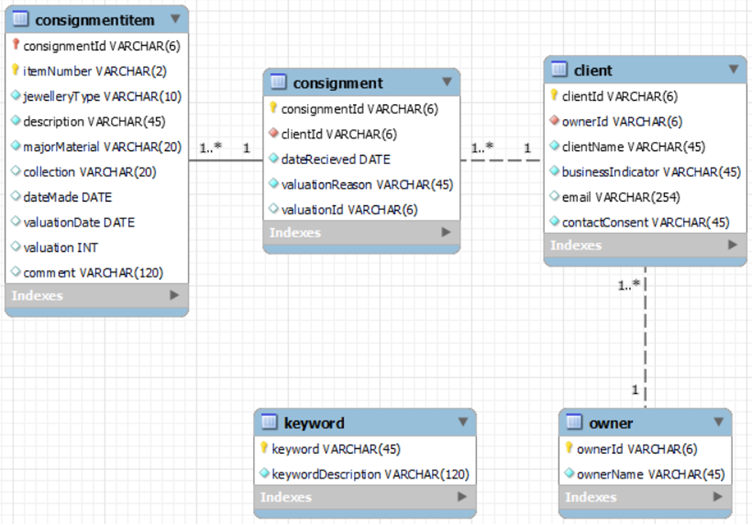 consignmentitem
consignmentId VARCHAR(6)
itemNumber VARCHAR(2)
jewelleryType VARCHAR(10)
description VARCHAR(45)
majorMaterial VARCHAR(20)
collection VARCHAR(20)
dateMade DATE
valuationDate DATE
valuation INT
comment VARCHAR(120)
Indexes
1..*
1
consignment
consignmentId VARCHAR(6)
clientId VARCHAR(6)
dateRecieved DATE
valuationReason VARCHAR(45)
valuationId VARCHAR(6)
Indexes
1..*
1
client
clientId VARCHAR(6)
ownerId VARCHAR(6)
clientName VARCHAR(45)
businessIndicator VARCHAR(45)
email VARCHAR(254)
contactConsent VARCHAR(45)
Indexes
1..*
1
keyword
keyword VARCHAR(45)
keywordDescription VARCHAR(120)
Indexes
owner
ownerId VARCHAR(6)
ownerName VARCHAR(45)
Indexes